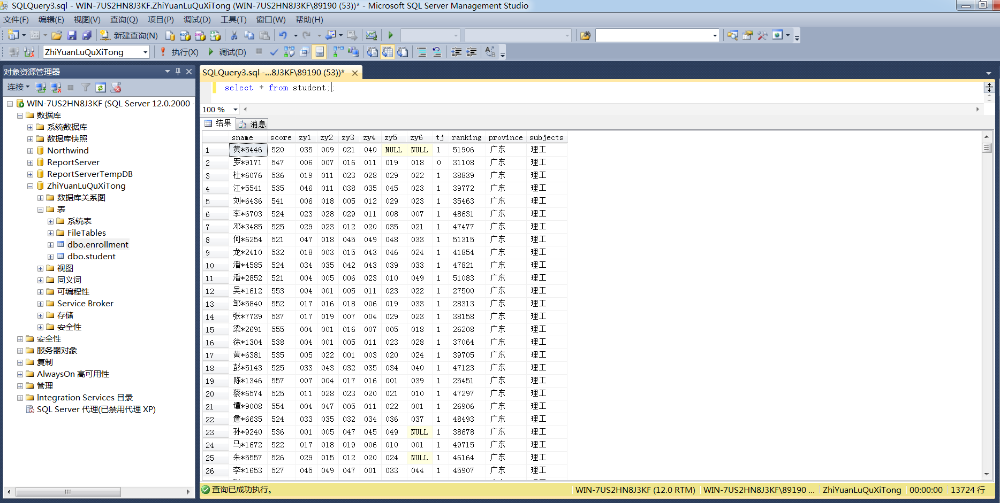 SQLQuery3.sql - WIN-7US2HN8J3KF.ZhiYuanLuQuXiTong (WIN-7US2HN8J3KF\89190 (53))* - Microsoft SQL Server Management Studio
文件(F) 编辑(E) 视图(V) 查询(Q) 项目(P) 调试(D) 工具(T) 窗口(W) 帮助(H)
新建查询(N)
ZhiYuanLuQuXiTong 执行(X) 调试(D)
对象资源管理器
连接
WIN-7US2HN8J3KF (SQL Server 12.0.2000 -
数据库
系统数据库
数据库快照
Northwind
ReportServer
ReportServerTempDB
ZhiYuanLuQuXiTong
数据库关系图
表
系统表
FileTables
dbo.enrollment
dbo.student
视图
同义词
可编程性
Service Broker
存储
安全性
安全性
服务器对象
复制
AlwaysOn 高可用性
管理
Integration Services 目录
SQL Server 代理(已禁用代理 XP)
SQLQuery3.sql -...8J3KF\89190 (53))*
select * from student;
100 %
结果 消息
sname score zy1 zy2 zy3 zy4 zy5 zy6 tj ranking province subjects
1 黄*5446 520 035 009 021 040 NULL NULL 1 51906 广东 理工
2 罗*9171 547 006 007 016 011 019 018 0 31108 广东 理工
3 杜*6076 536 019 011 023 028 029 022 1 38839 广东 理工
4 江*5541 535 046 011 038 035 045 023 1 39772 广东 理工
5 刘*6436 541 006 018 005 012 029 023 1 35463 广东 理工
6 李*6703 524 023 028 029 011 008 007 1 48631 广东 理工
7 邓*3485 525 029 023 012 020 035 021 1 47477 广东 理工
8 何*6254 521 047 018 045 049 048 033 1 51315 广东 理工
9 龙*2410 532 018 003 015 043 046 024 1 41854 广东 理工
10 潘*4585 524 034 035 042 043 039 033 1 47821 广东 理工
11 潘*2852 521 004 005 006 023 010 049 1 51083 广东 理工
12 吴*1612 553 004 001 005 011 023 022 1 27500 广东 理工
13 邹*5840 552 017 016 018 006 019 033 1 28313 广东 理工
14 张*7739 537 017 019 007 004 029 023 1 38158 广东 理工
15 梁*2691 555 004 001 016 007 005 018 1 26208 广东 理工
16 徐*1304 538 004 001 005 011 023 028 1 37064 广东 理工
17 黄*6381 535 005 022 001 003 020 024 1 39705 广东 理工
18 彭*5143 525 033 043 032 035 034 040 1 47123 广东 理工
19 陈*1346 557 007 004 017 016 001 039 1 25451 广东 理工
20 蔡*6574 525 011 028 023 020 021 010 1 47297 广东 理工
21 谭*9008 554 004 047 005 011 022 001 1 26906 广东 理工
22 詹*6635 524 033 035 032 034 036 037 1 48493 广东 理工
23 孙*9240 536 001 005 047 045 049 NULL 1 38678 广东 理工
24 马*1672 522 017 018 019 006 010 001 1 49715 广东 理工
25 朱*5557 526 029 015 012 020 024 NULL 1 46164 广东 理工
26 李*1653 527 045 049 047 001 033 044 1 45907 广东 理工
查询已成功执行。 WIN-7US2HN8J3KF (12.0 RTM) WIN-7US2HN8J3KF\89190 ... ZhiYuanLuQuXiTong 00:00:00 13724 行